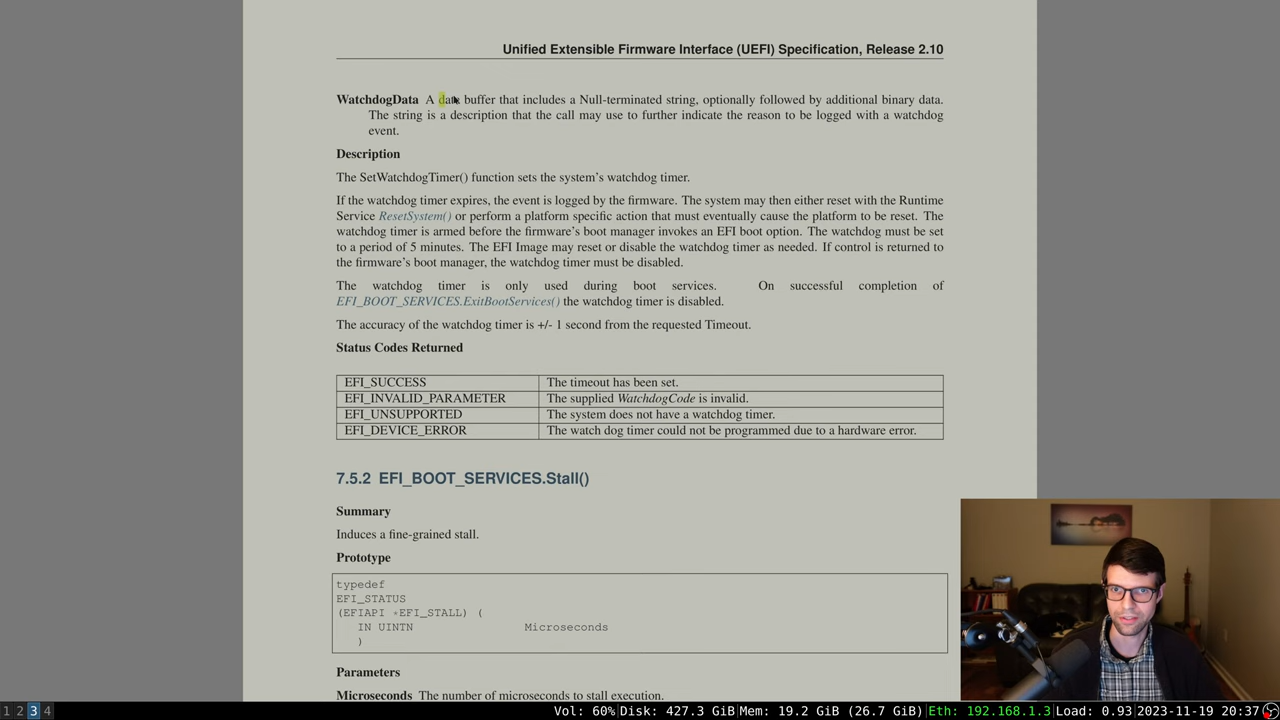 Unified Extensible Firmware Interface (UEFI) Specification, Release 2.10
WatchdogData A data buffer that includes a Null-terminated string, optionally followed by additional binary data.
The string is a description that the call may use to further indicate the reason to be logged with a watchdog
event.
Description
The SetWatchdogTimer() function sets the system's watchdog timer.
If the watchdog timer expires, the event is logged by the firmware. The system may then either reset with the Runtime
Service ResetSystem() or perform a platform specific action that must eventually cause the platform to be reset. The
watchdog timer is armed before the firmware's boot manager invokes an EFI boot option. The watchdog must be set
to a period of 5 minutes. The EFI Image may reset or disable the watchdog timer as needed. If control is returned to
the firmware's boot manager, the watchdog timer must be disabled.
The watchdog timer is only used during boot services. On successful completion of
EFI_BOOT_SERVICES.ExitBootServices() the watchdog timer is disabled.
The accuracy of the watchdog timer is +/- 1 second from the requested Timeout.
Status Codes Returned
EFI_SUCCESS The timeout has been set.
EFI_INVALID_PARAMETER The supplied WatchdogCode is invalid.
EFI_UNSUPPORTED The system does not have a watchdog timer.
EFI_DEVICE_ERROR The watch dog timer could not be programmed due to a hardware error.
7.5.2 EFI_BOOT_SERVICES.Stall()
Summary
Induces a fine-grained stall.
Prototype
typedef
EFI_STATUS
(EFIAPI *EFI_STALL) (
IN UINTN Microseconds
)
Parameters
Microseconds The number of microseconds to stall execution.
1 2 3 4 Vol: 60%|Disk: 427.3 GiB|Mem: 19.2 GiB (26.7 GiB)|Eth: 192.168.1.3|Load: 0.93|2023-11-19 20:37